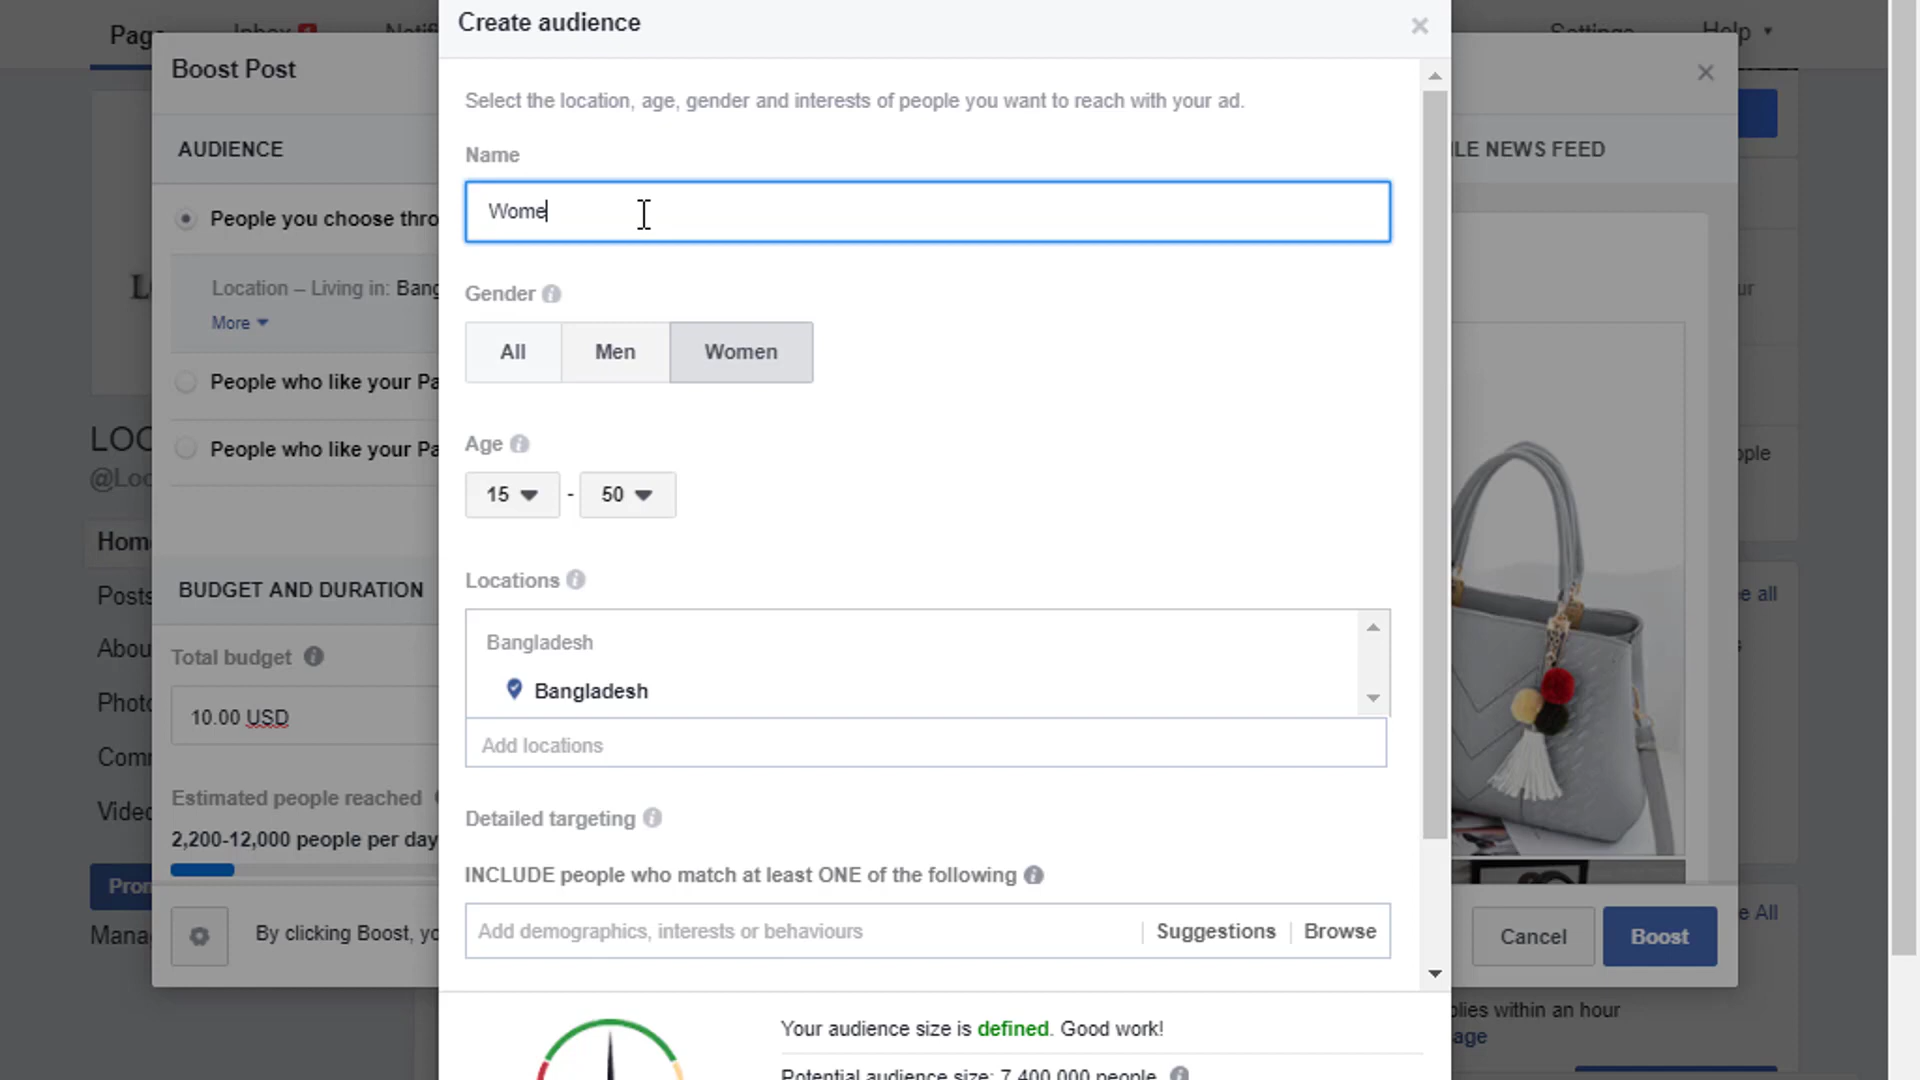 Create audience
Page Inbox Notifi Settings Help
Boost Post
Select the location, age, gender and interests of people you want to reach with your ad.
AUDIENCE
Name
LE NEWS FEED
Wome
People you choose thro
Gender
Location – Living in: Bang
More
All Men Women
People who like your Pa
LOC
Age
People who like your Pa
ople
@Loc
15 - 50
Home
Locations
BUDGET AND DURATION
e all
Posts
Bangladesh
Abou
Total budget
Bangladesh
Photo
10.00 USD
Add locations
Comm
Estimated people reached
Video
Detailed targeting
2,200-12,000 people per day
INCLUDE people who match at least ONE of the following
Prom
e All
By clicking Boost, yo
Add demographics, interests or behaviours Suggestions Browse
Mana
Cancel Boost
plies within an hour
Your audience size is defined. Good work!
age
Potential audience size: 7,400,000 people